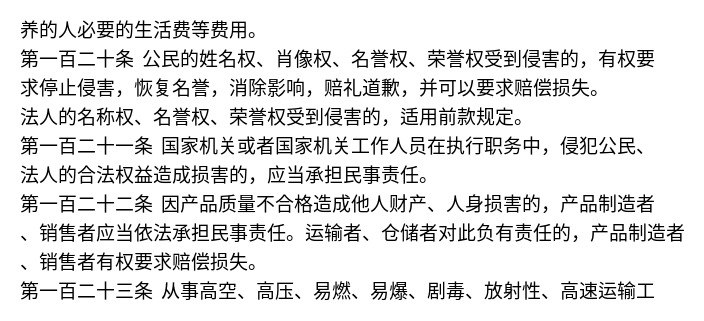 养的人必要的生活费等费用。
第一百二十条 公民的姓名权、肖像权、名誉权、荣誉权受到侵害的，有权要
求停止侵害，恢复名誉，消除影响，赔礼道歉，并可以要求赔偿损失。
法人的名称权、名誉权、荣誉权受到侵害的，适用前款规定。
第一百二十一条 国家机关或者国家机关工作人员在执行职务中，侵犯公民、
法人的合法权益造成损害的，应当承担民事责任。
第一百二十二条 因产品质量不合格造成他人财产、人身损害的，产品制造者
、销售者应当依法承担民事责任。运输者、仓储者对此负有责任的，产品制造者
、销售者有权要求赔偿损失。
第一百二十三条 从事高空、高压、易燃、易爆、剧毒、放射性、高速运输工